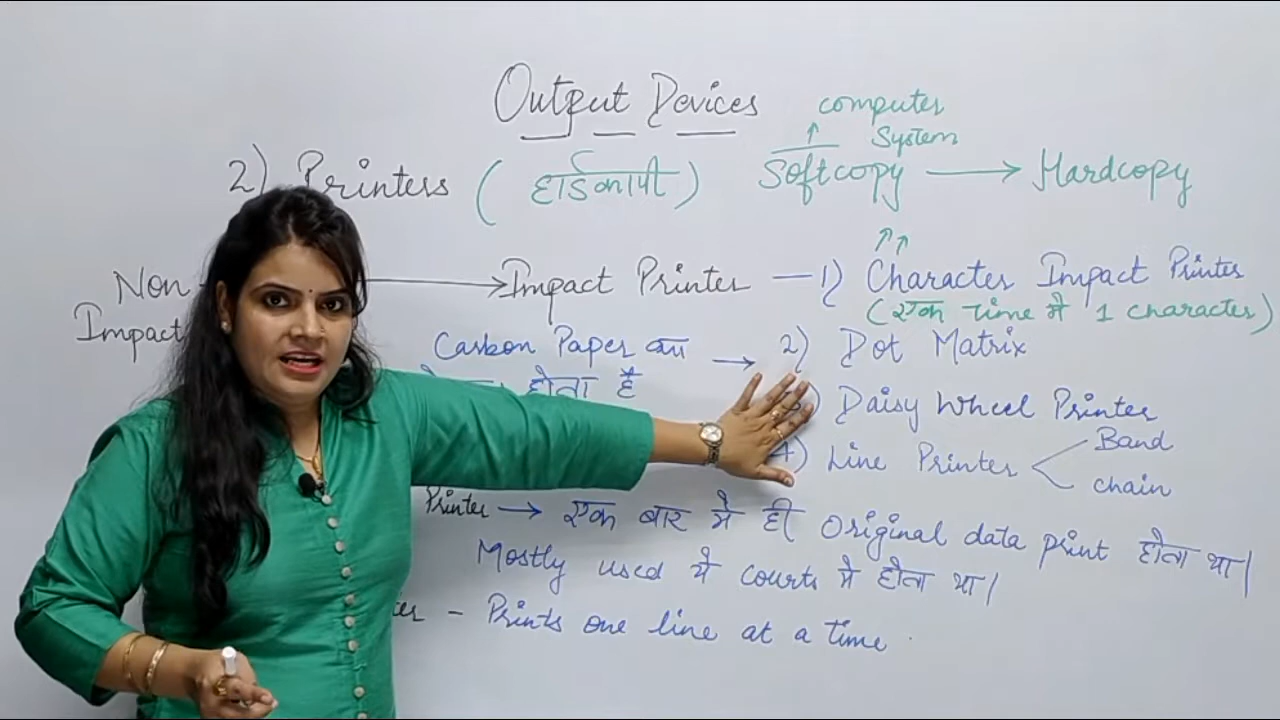 Output Devices
computer
System
2) Printers ( हार्डकॉपी ) Softcopy → Hardcopy
Non Impact → Impact Printer — 1) Character Impact Printer
(एक time में 1 character)
Carbon Paper का → 2) Dot Matrix
होता है
Daisy Wheel Printer
4) Line Printer < Band
chain
Printer → एक बार में ही Original data print होता था।
Mostly used ये courts में होता था।
– Prints one line at a time